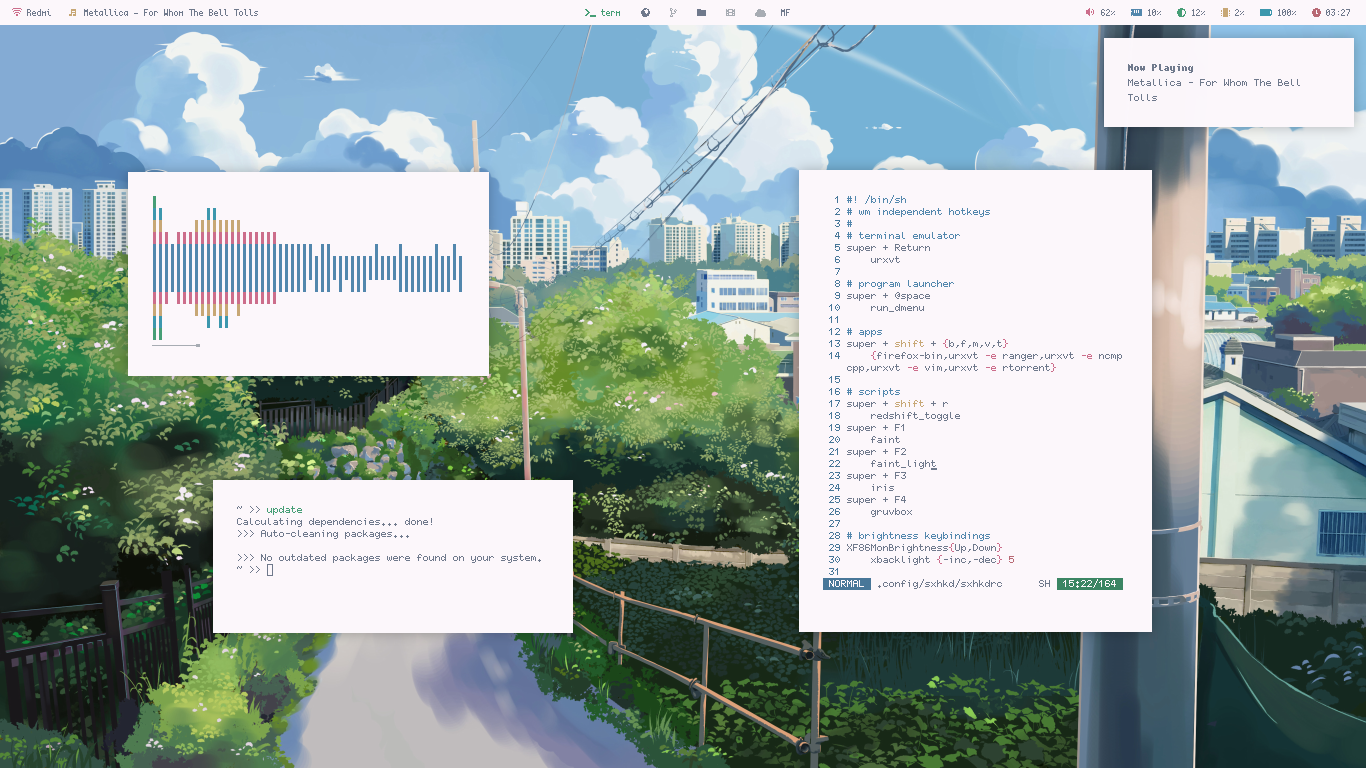 Redmi Metallica - For Whom The Bell Tolls term MF 62% 10% 12% 2% 100% 03:27
Now Playing
Metallica - For Whom The Bell
Tolls
1 #! /bin/sh
2 # wm independent hotkeys
3 #
4 # terminal emulator
5 super + Return
6 urxvt
7
8 # program launcher
9 super + @space
10 run_dmenu
11
12 # apps
13 super + shift + {b,f,m,v,t}
14 {firefox-bin,urxvt -e ranger,urxvt -e ncmp
cpp,urxvt -e vim,urxvt -e rtorrent}
15
16 # scripts
17 super + shift + r
18 redshift_toggle
19 super + F1
20 faint
21 super + F2
22 faint_light
23 super + F3
24 iris
25 super + F4
26 gruvbox
27
28 # brightness keybindings
29 XF86MonBrightness{Up,Down}
30 xbacklight {-inc,-dec} 5
31
NORMAL .config/sxhkd/sxhkdrc SH 15:22/164
~ >> update
Calculating dependencies... done!
>>> Auto-cleaning packages...
>>> No outdated packages were found on your system.
~ >>